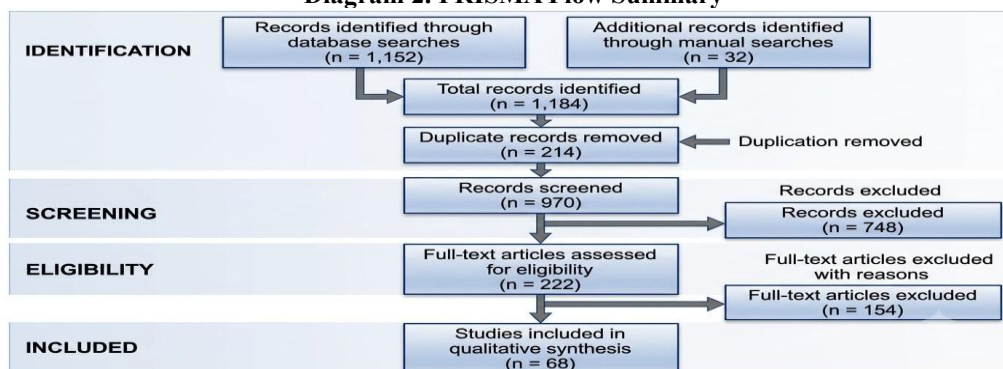 Diagram 2: PRISMA Flow Summary
IDENTIFICATION
Records identified through
database searches
(n = 1,152)
Additional records identified
through manual searches
(n = 32)
Total records identified
(n = 1,184)
Duplicate records removed
(n = 214)
Duplication removed
SCREENING
Records screened
(n = 970)
Records excluded
Records excluded
(n = 748)
ELIGIBILITY
Full-text articles assessed
for eligibility
(n = 222)
Full-text articles excluded
with reasons
Full-text articles excluded
(n = 154)
INCLUDED
Studies included in
qualitative synthesis
(n = 68)